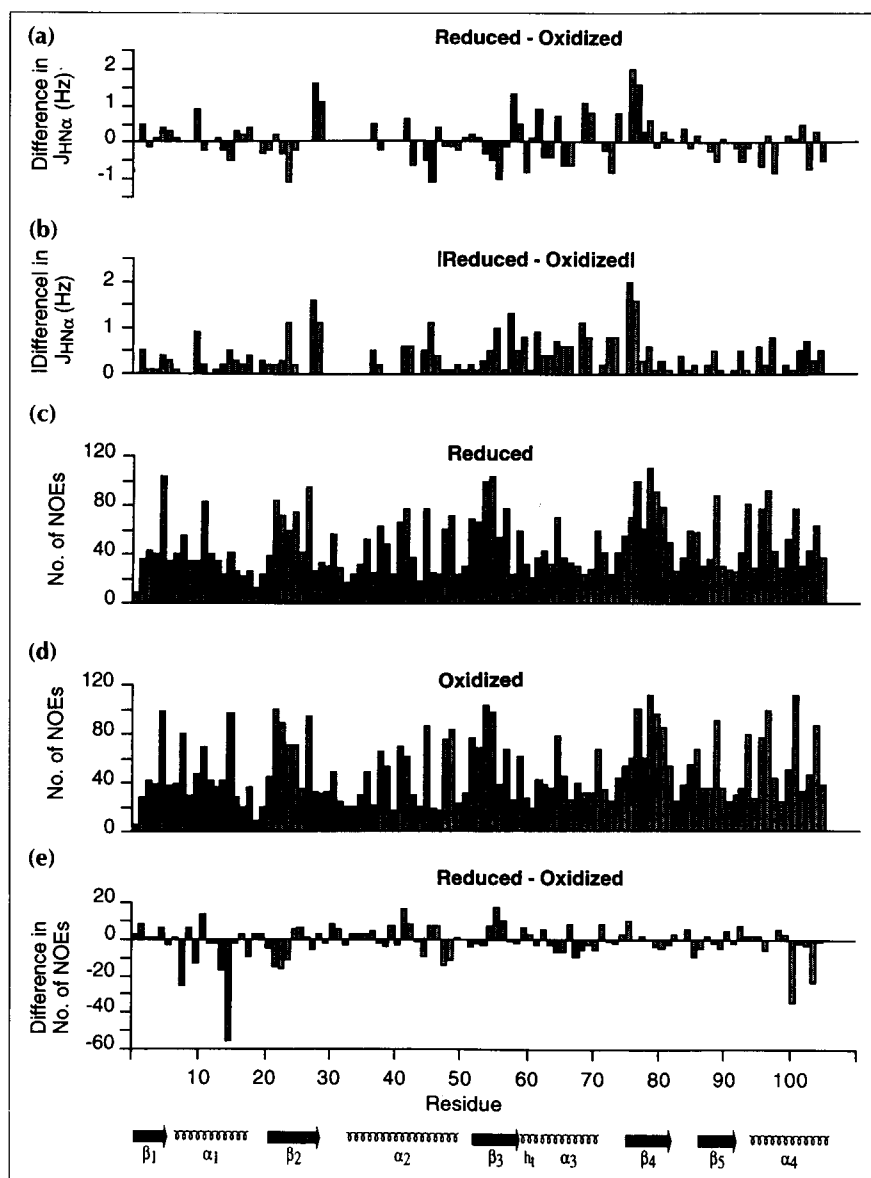 (a)
Reduced - Oxidized
Difference in
J_HNα (Hz)
2
1
0
-1
(b)
|Reduced - Oxidized|
|Difference| in
J_HNα (Hz)
2
1
0
(c)
Reduced
No. of NOEs
120
80
40
0
(d)
Oxidized
No. of NOEs
120
80
40
0
(e)
Reduced - Oxidized
Difference in
No. of NOEs
20
0
-20
-40
-60
10 20 30 40 50 60 70 80 90 100
Residue
β1 α1 β2 α2 β3 ht α3 β4 β5 α4